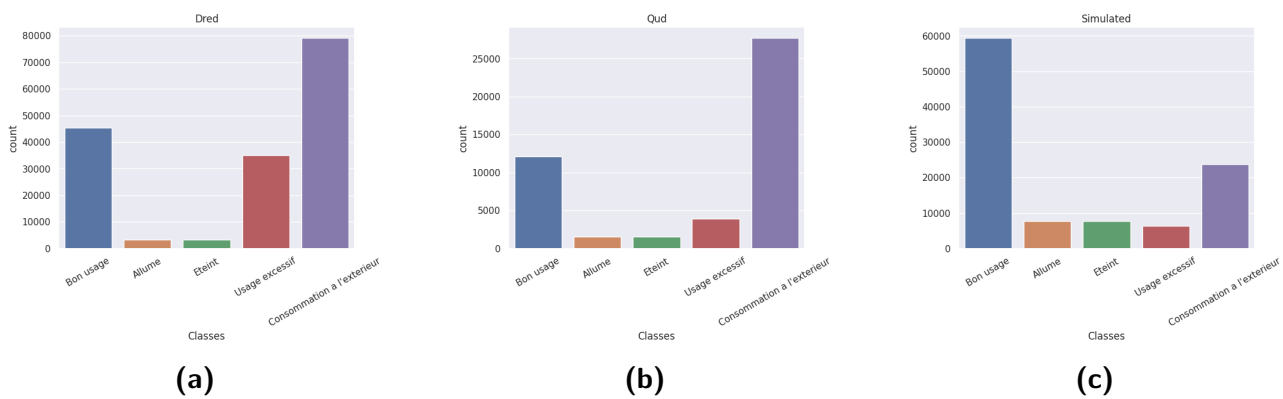 Dred
80000
70000
60000
50000
40000
30000
20000
10000
0
count
Bon usage
Allume
Eteint
Usage excessif
Consommation a l'exterieur
Classes
(a)
Qud
25000
20000
15000
10000
5000
0
count
Bon usage
Allume
Eteint
Usage excessif
Consommation a l'exterieur
Classes
(b)
Simulated
60000
50000
40000
30000
20000
10000
0
count
Bon usage
Allume
Eteint
Usage excessif
Consommation a l'exterieur
Classes
(c)